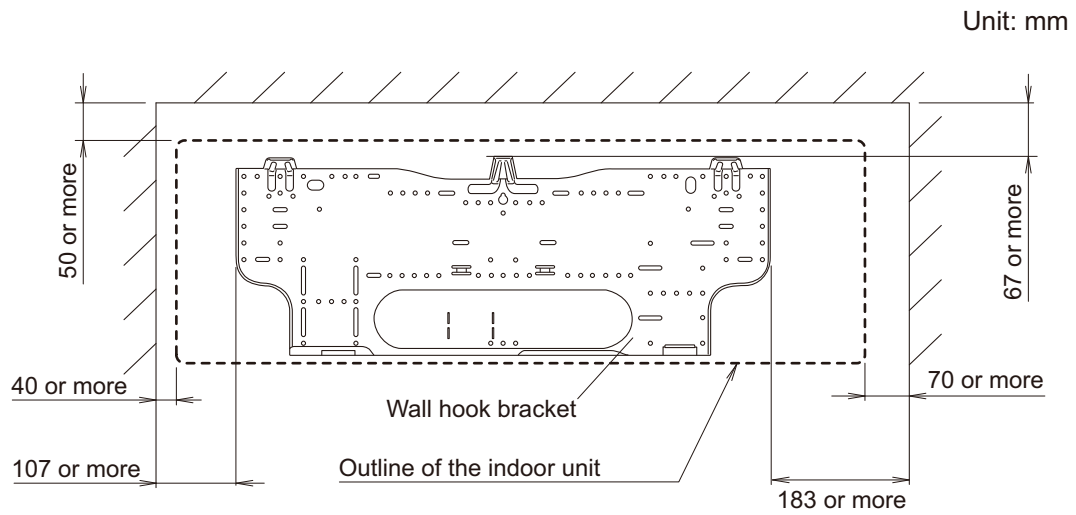 Unit: mm
50 or more
67 or more
40 or more
70 or more
Wall hook bracket
107 or more
Outline of the indoor unit
183 or more